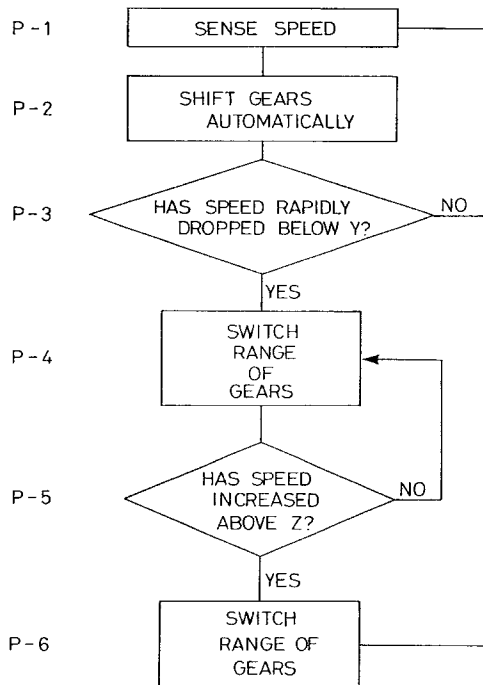 P-1
SENSE SPEED
P-2
SHIFT GEARS
AUTOMATICALLY
P-3
HAS SPEED RAPIDLY
DROPPED BELOW Y?
NO
YES
P-4
SWITCH
RANGE
OF
GEARS
P-5
HAS SPEED
INCREASED
ABOVE Z?
NO
YES
P-6
SWITCH
RANGE OF
GEARS